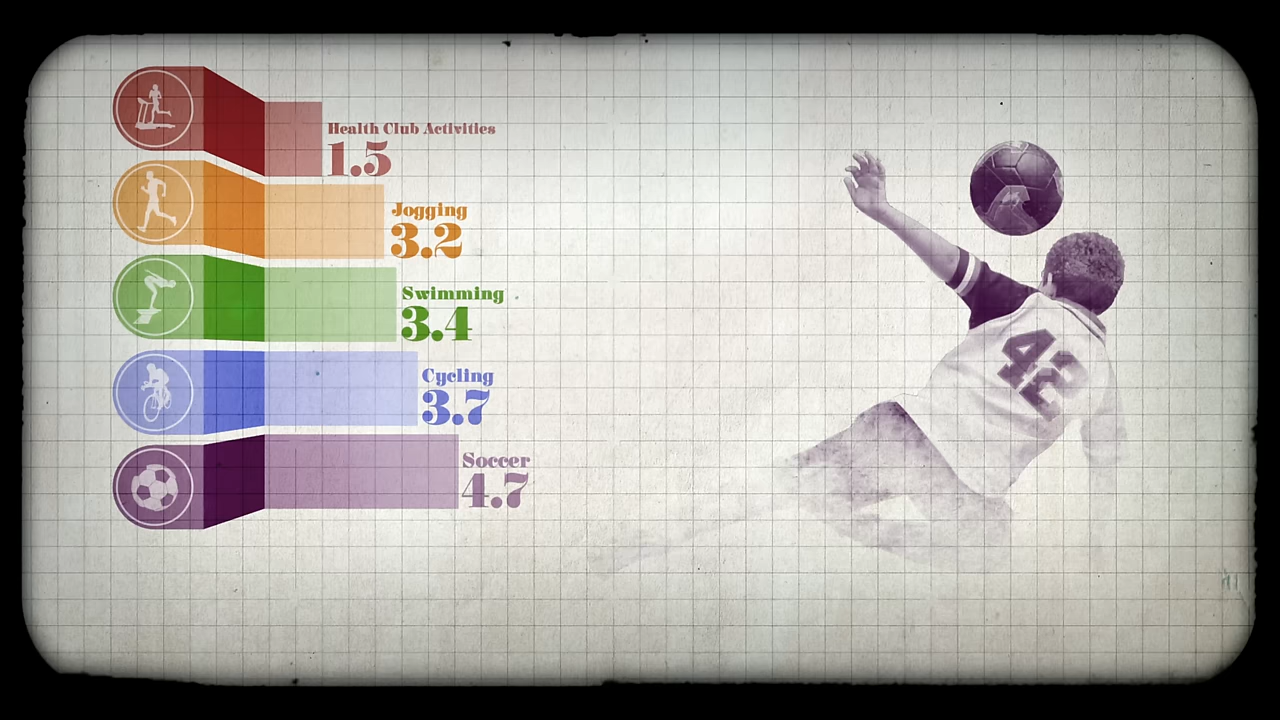 Health Club Activities
1.5
Jogging
3.2
Swimming
3.4
Cycling
3.7
Soccer
4.7
42